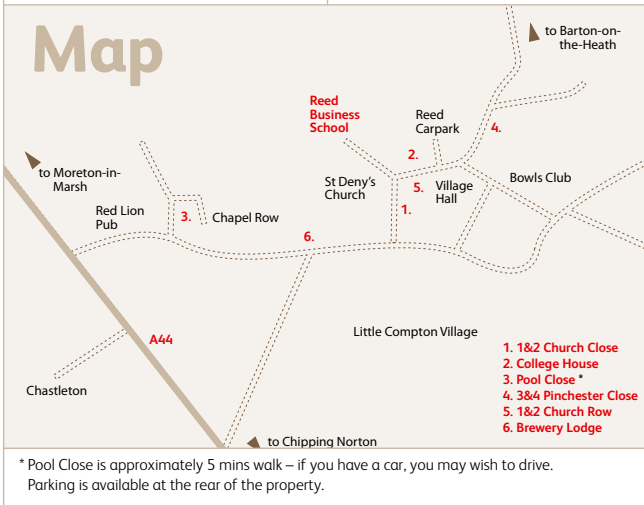 Map
to Barton-on-
the-Heath
Reed
Business
School
Reed
Carpark
4.
2.
to Moreton-in-
Marsh
St Deny's
Church
5.
Village
Hall
Bowls Club
Red Lion
Pub
3.
Chapel Row
1.
6.
A44
Little Compton Village
Chastleton
1. 1&2 Church Close
2. College House
3. Pool Close *
4. 3&4 Pinchester Close
5. 1&2 Church Row
6. Brewery Lodge
to Chipping Norton
* Pool Close is approximately 5 mins walk – if you have a car, you may wish to drive.
Parking is available at the rear of the property.